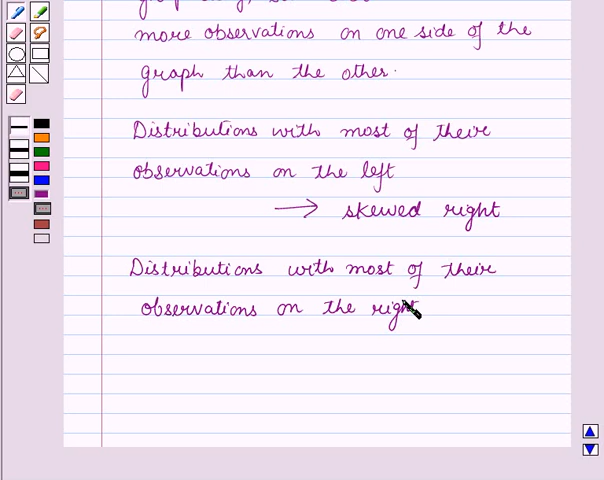 more observations on one side of the
graph than the other.
Distributions with most of their
observations on the left
→ skewed right
Distributions with most of their
observations on the right